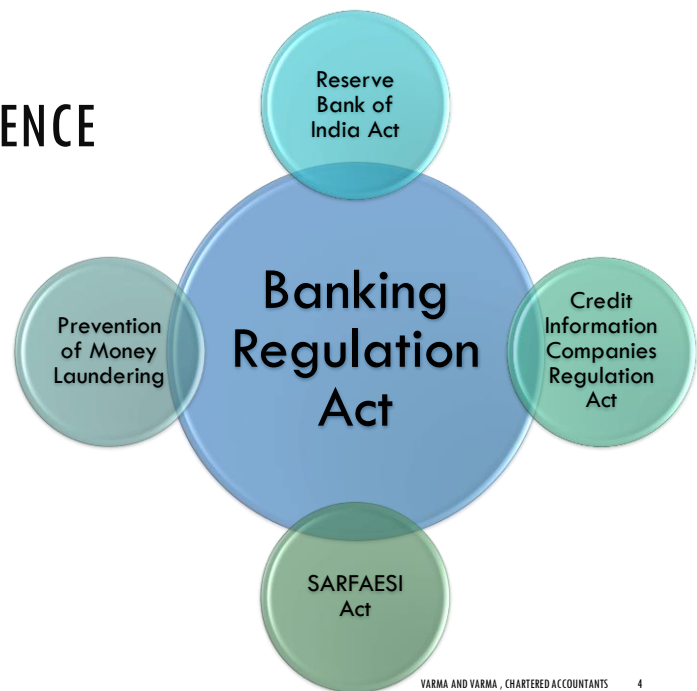 ENCE
Reserve
Bank of
India Act
Banking
Regulation
Act
Prevention
of Money
Laundering
Credit
Information
Companies
Regulation
Act
SARFAESI
Act
VARMA AND VARMA , CHARTERED ACCOUNTANTS 4